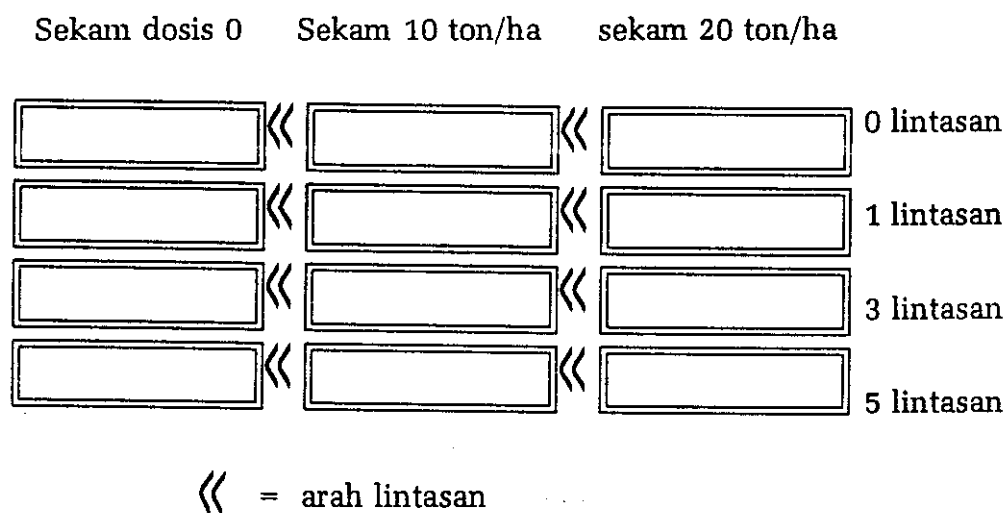 Sekam dosis 0 Sekam 10 ton/ha sekam 20 ton/ha
« « 0 lintasan
« « 1 lintasan
« « 3 lintasan
« « 5 lintasan
« = arah lintasan